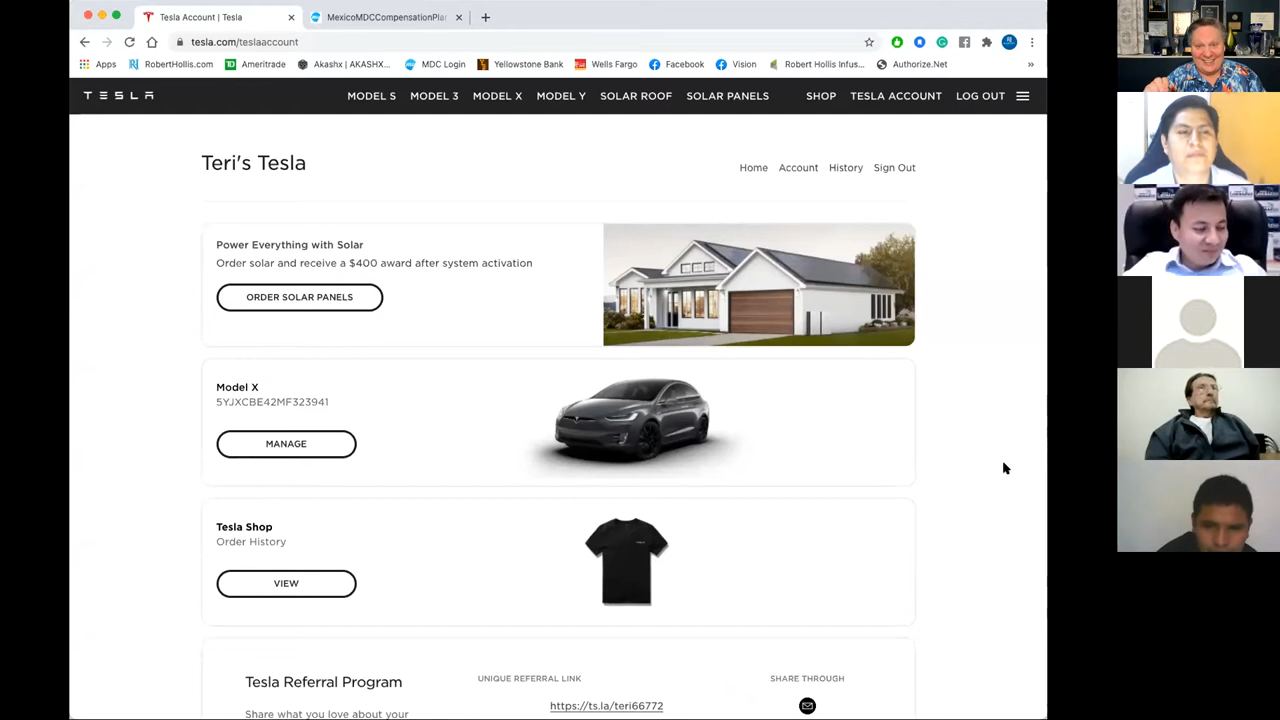 Tesla Account | Tesla
MexicoMDCCompensationPla
tesla.com/teslaaccount
Apps RobertHollis.com Ameritrade Akashx | AKASHX... MDC Login Yellowstone Bank Wells Fargo Facebook Vision Robert Hollis Infus... Authorize.Net »
TESLA MODEL S MODEL 3 MODEL X MODEL Y SOLAR ROOF SOLAR PANELS SHOP TESLA ACCOUNT LOG OUT
Teri's Tesla
Home Account History Sign Out
Power Everything with Solar
Order solar and receive a $400 award after system activation
ORDER SOLAR PANELS
Model X
5YJXCBE42MF323941
MANAGE
Tesla Shop
Order History
VIEW
Tesla Referral Program
UNIQUE REFERRAL LINK
SHARE THROUGH
https://ts.la/teri66772
Share what you love about your